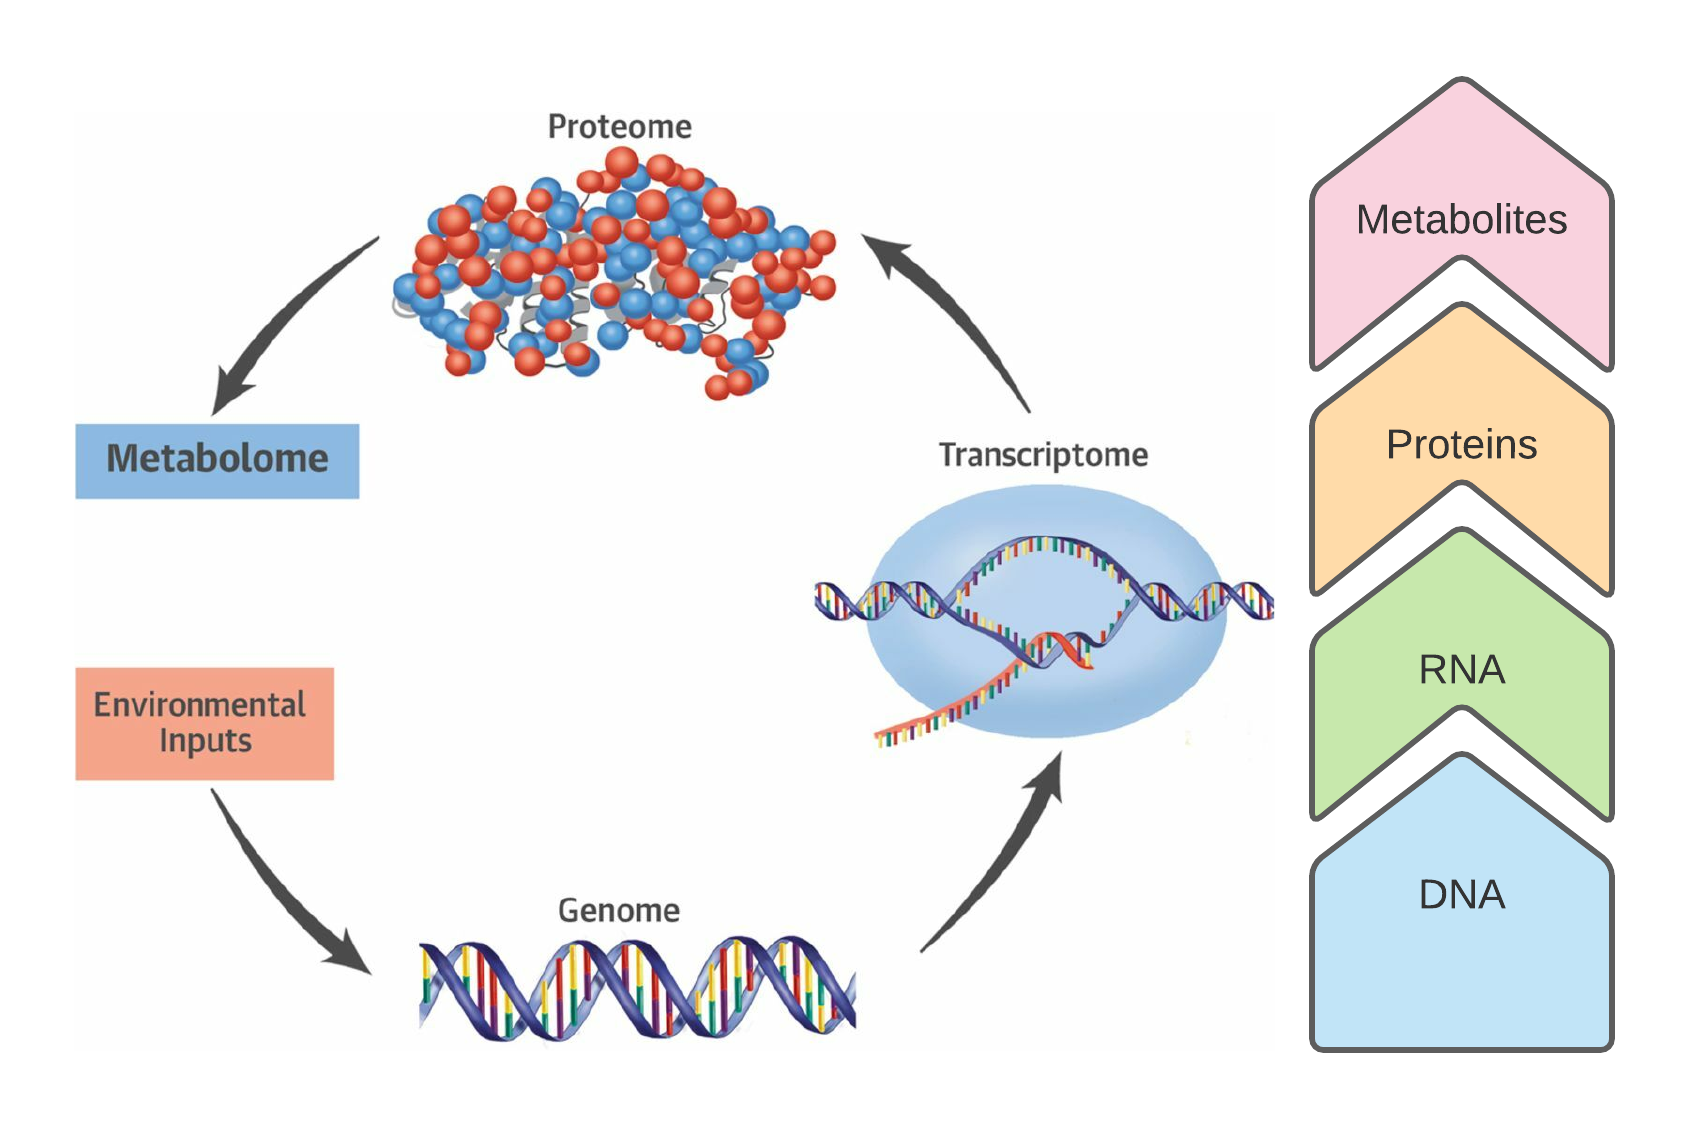 Proteome
Metabolome
Transcriptome
Environmental
Inputs
Genome
Metabolites
Proteins
RNA
DNA